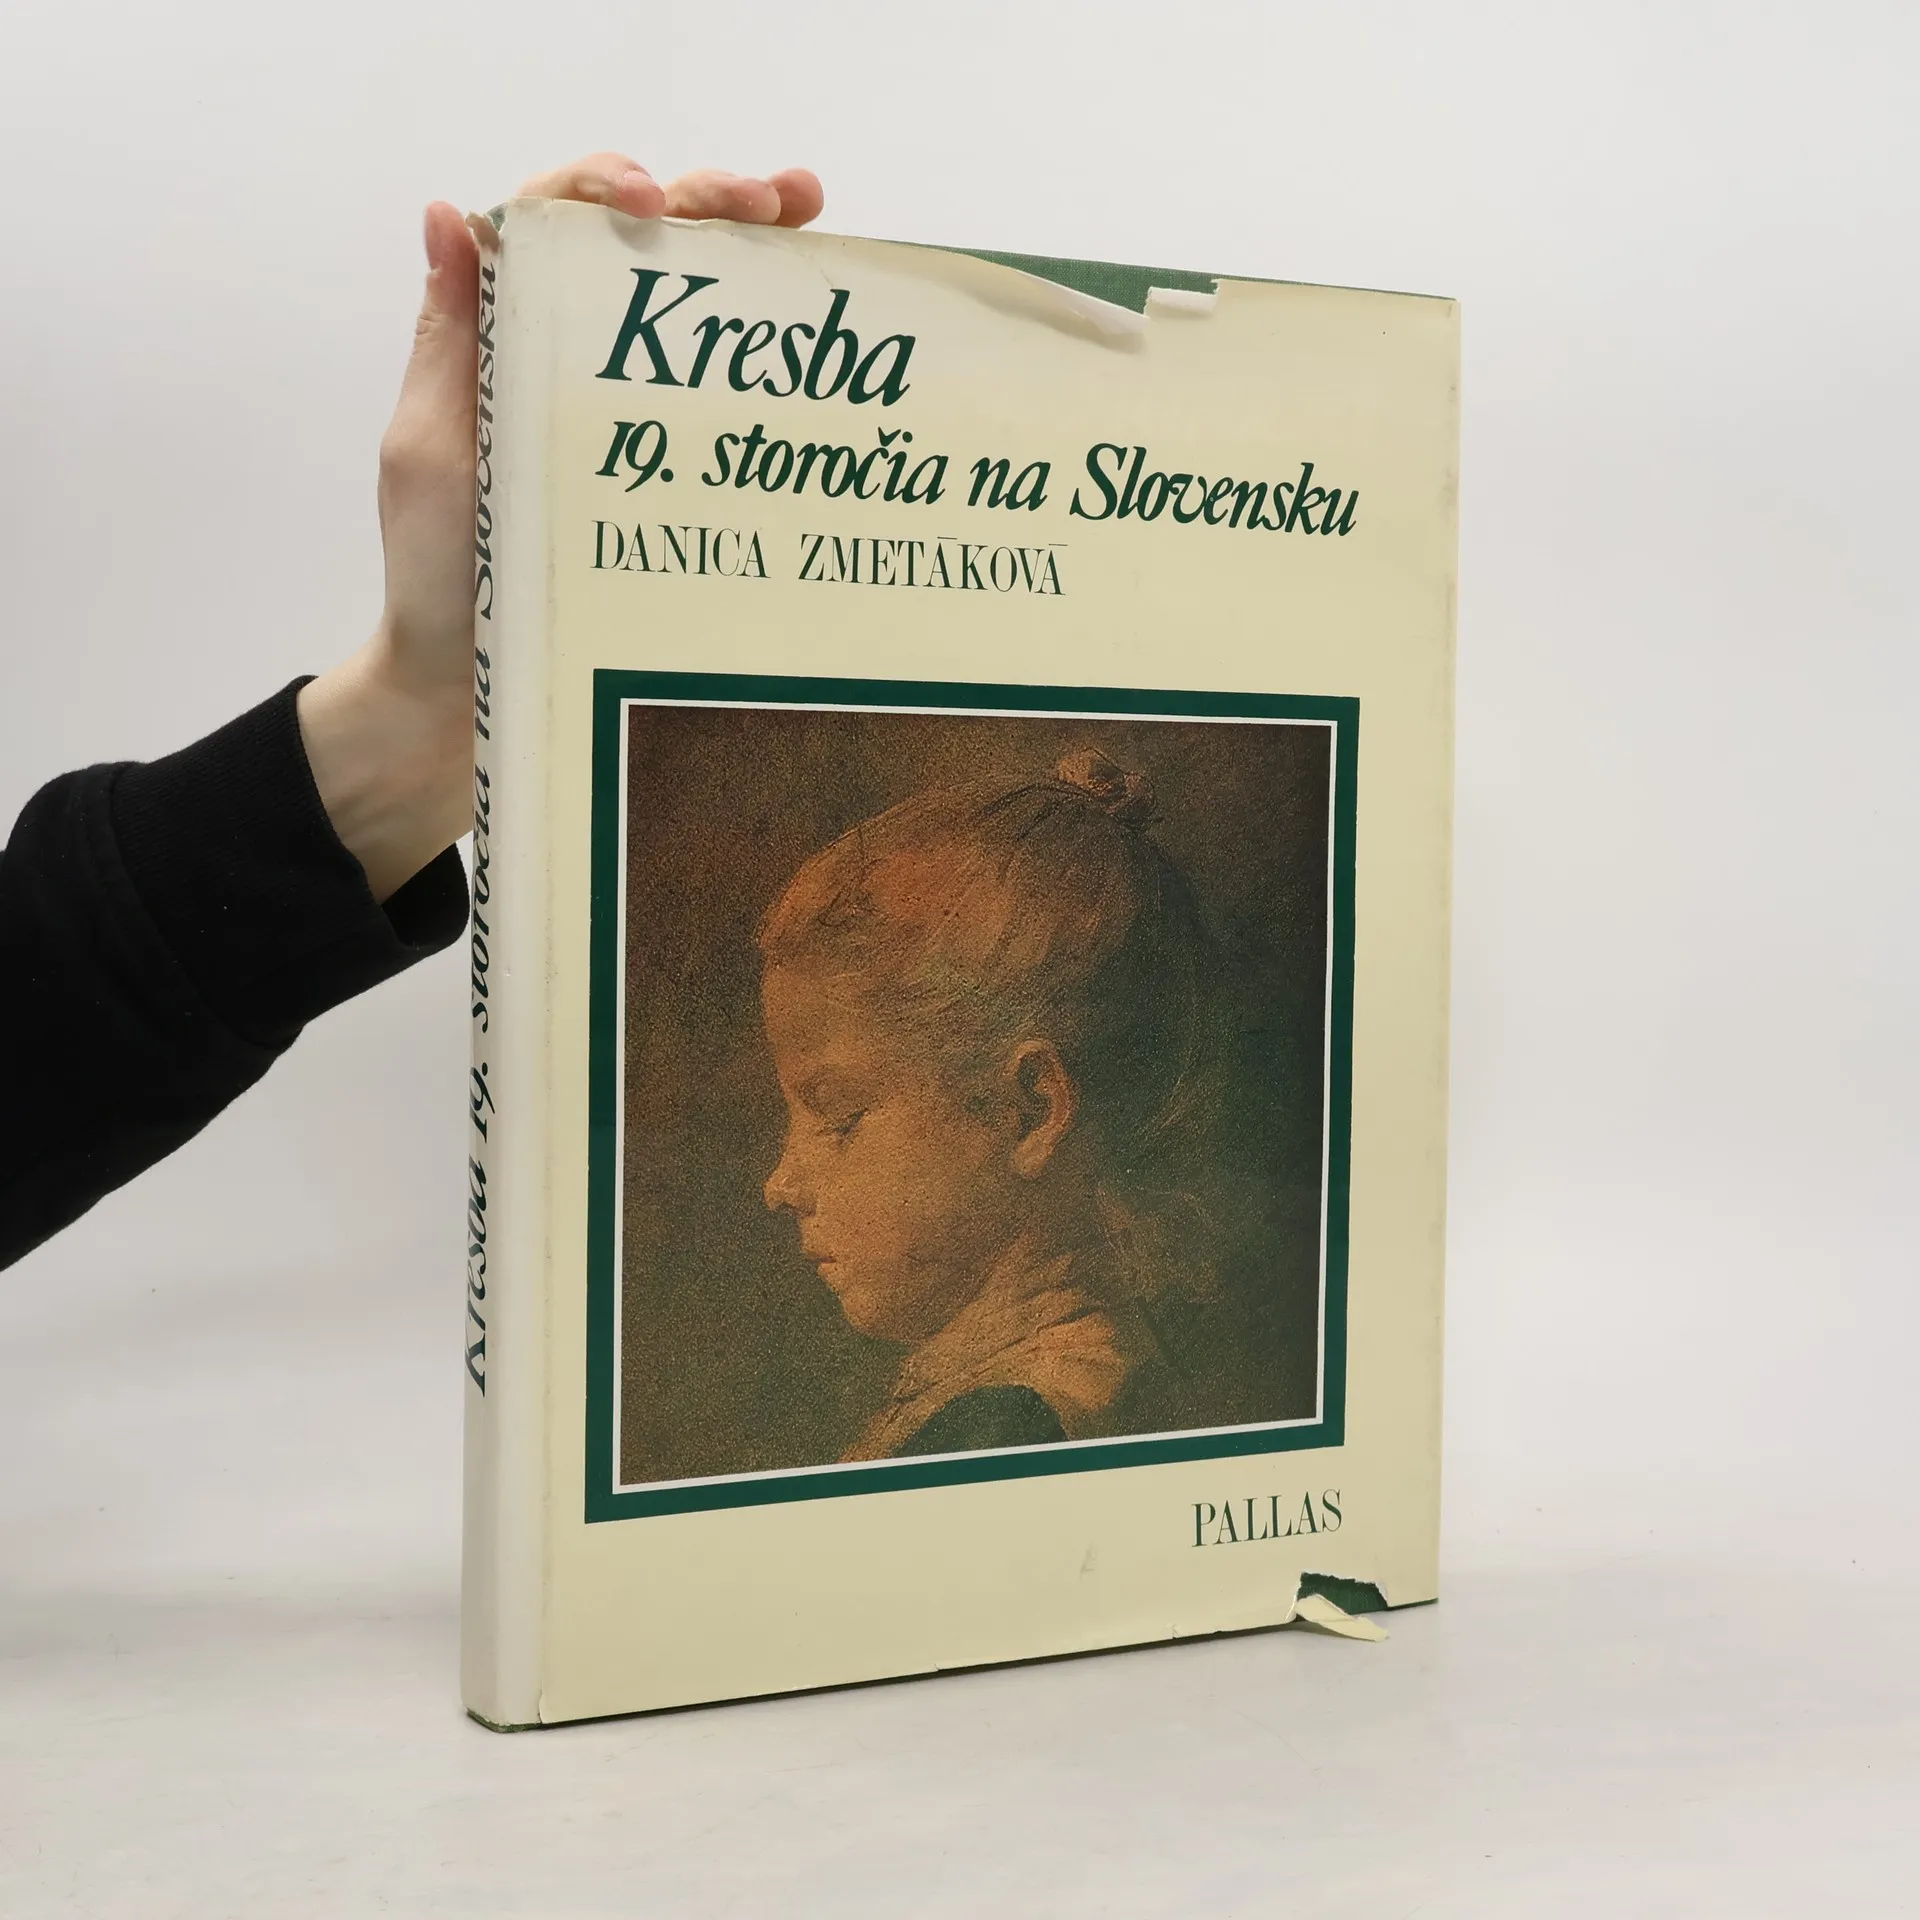 Kresba
19. storočia na Slovensku
DANICA ZMETÁKOVÁ
PALLAS
Kresba 19. storočia na Slovensku